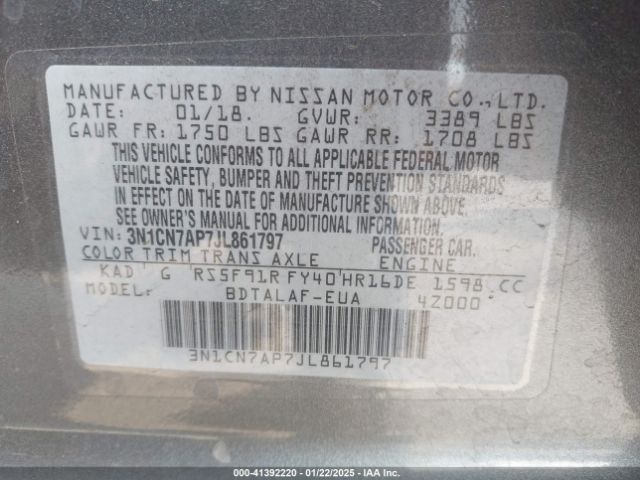 MANUFACTURED BY NISSAN MOTOR CO., LTD.
DATE: 01/18. GVWR: 3389 LBS
GAWR FR: 1750 LBS GAWR RR: 1708 LBS
THIS VEHICLE CONFORMS TO ALL APPLICABLE FEDERAL MOTOR
VEHICLE SAFETY, BUMPER AND THEFT PREVENTION STANDARDS
IN EFFECT ON THE DATE OF MANUFACTURE SHOWN ABOVE.
SEE OWNER'S MANUAL FOR ADDITIONAL INFORMATION.
VIN: 3N1CN7AP7JL861797 PASSENGER CAR.
COLOR TRIM TRANS AXLE ENGINE
KAD G RS5F91R FY40 HR16DE 1598 CC
MODEL: BDTALAF-EUA 4Z000
3N1CN7AP7JL861797
000-41392220 - 01/22/2025 - IAA Inc.